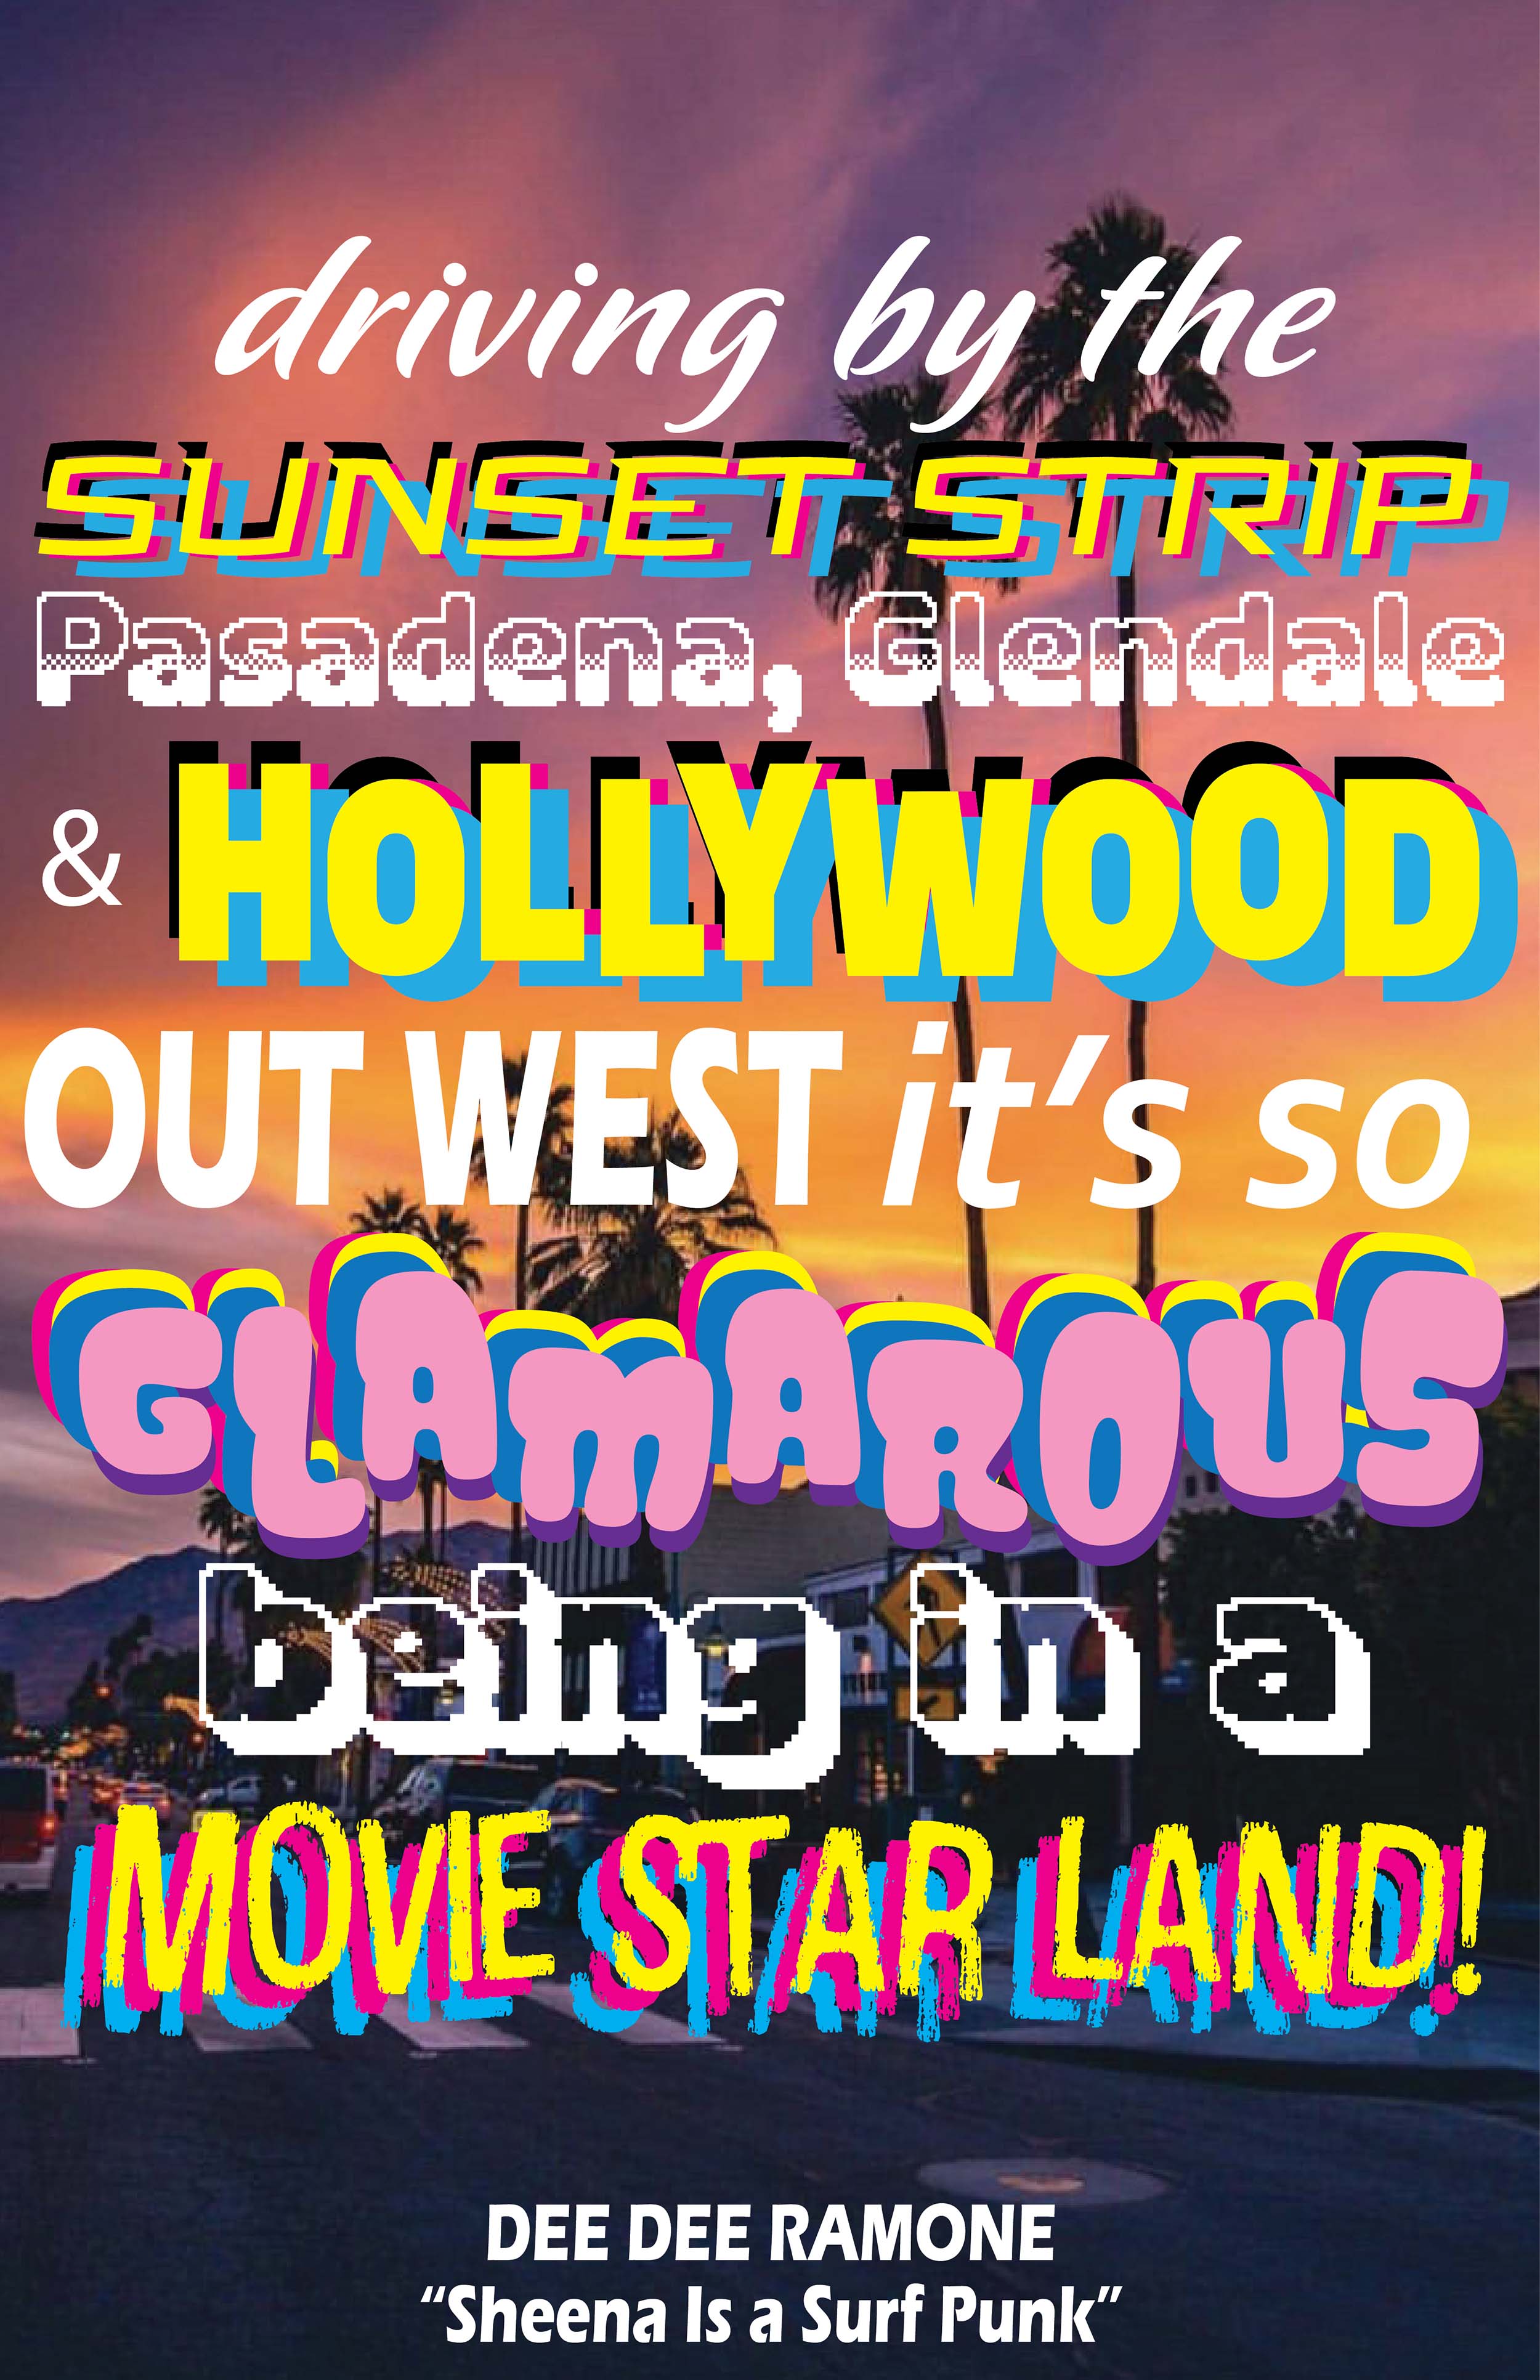 driving by the
SUNSET STRIP
Pasadena, Glendale
& HOLLYWOOD
OUT WEST it's so
GLAMAROUS
being in a
MOVIE STAR LAND!
DEE DEE RAMONE
“Sheena Is a Surf Punk”